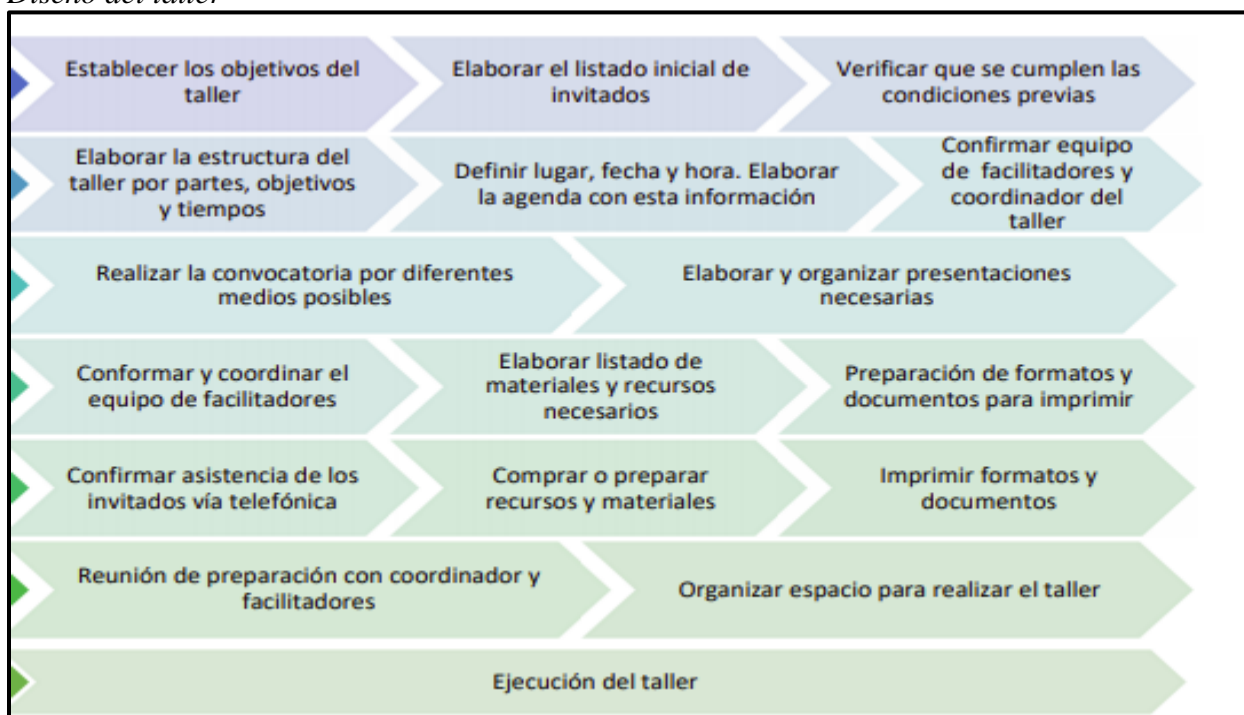 Diseño del taller
Establecer los objetivos del
taller
Elaborar el listado inicial de
invitados
Verificar que se cumplen las
condiciones previas
Elaborar la estructura del
taller por partes, objetivos
y tiempos
Definir lugar, fecha y hora. Elaborar
la agenda con esta información
Confirmar equipo
de facilitadores y
coordinador del
taller
Realizar la convocatoria por diferentes
medios posibles
Elaborar y organizar presentaciones
necesarias
Conformar y coordinar el
equipo de facilitadores
Elaborar listado de
materiales y recursos
necesarios
Preparación de formatos y
documentos para imprimir
Confirmar asistencia de los
invitados vía telefónica
Comprar o preparar
recursos y materiales
Imprimir formatos y
documentos
Reunión de preparación con coordinador y
facilitadores
Organizar espacio para realizar el taller
Ejecución del taller